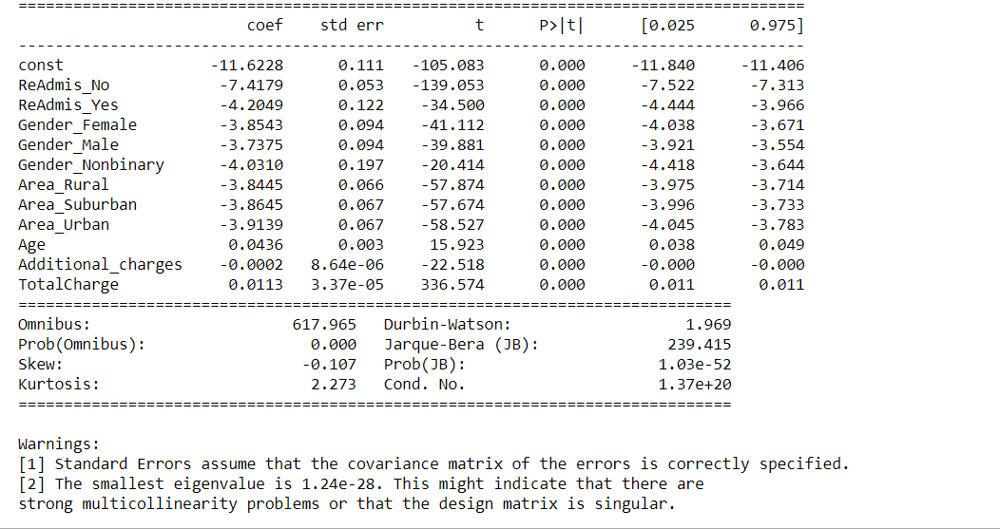 ==============================================================================
coef std err t P>|t| [0.025 0.975]
------------------------------------------------------------------------------
const -11.6228 0.111 -105.083 0.000 -11.840 -11.406
ReAdmis_No -7.4179 0.053 -139.053 0.000 -7.522 -7.313
ReAdmis_Yes -4.2049 0.122 -34.500 0.000 -4.444 -3.966
Gender_Female -3.8543 0.094 -41.112 0.000 -4.038 -3.671
Gender_Male -3.7375 0.094 -39.881 0.000 -3.921 -3.554
Gender_Nonbinary -4.0310 0.197 -20.414 0.000 -4.418 -3.644
Area_Rural -3.8445 0.066 -57.874 0.000 -3.975 -3.714
Area_Suburban -3.8645 0.067 -57.674 0.000 -3.996 -3.733
Area_Urban -3.9139 0.067 -58.527 0.000 -4.045 -3.783
Age 0.0436 0.003 15.923 0.000 0.038 0.049
Additional_charges -0.0002 8.64e-06 -22.518 0.000 -0.000 -0.000
TotalCharge 0.0113 3.37e-05 336.574 0.000 0.011 0.011
==============================================================================
Omnibus: 617.965 Durbin-Watson: 1.969
Prob(Omnibus): 0.000 Jarque-Bera (JB): 239.415
Skew: -0.107 Prob(JB): 1.03e-52
Kurtosis: 2.273 Cond. No. 1.37e+20
==============================================================================
Warnings:
[1] Standard Errors assume that the covariance matrix of the errors is correctly specified.
[2] The smallest eigenvalue is 1.24e-28. This might indicate that there are
strong multicollinearity problems or that the design matrix is singular.